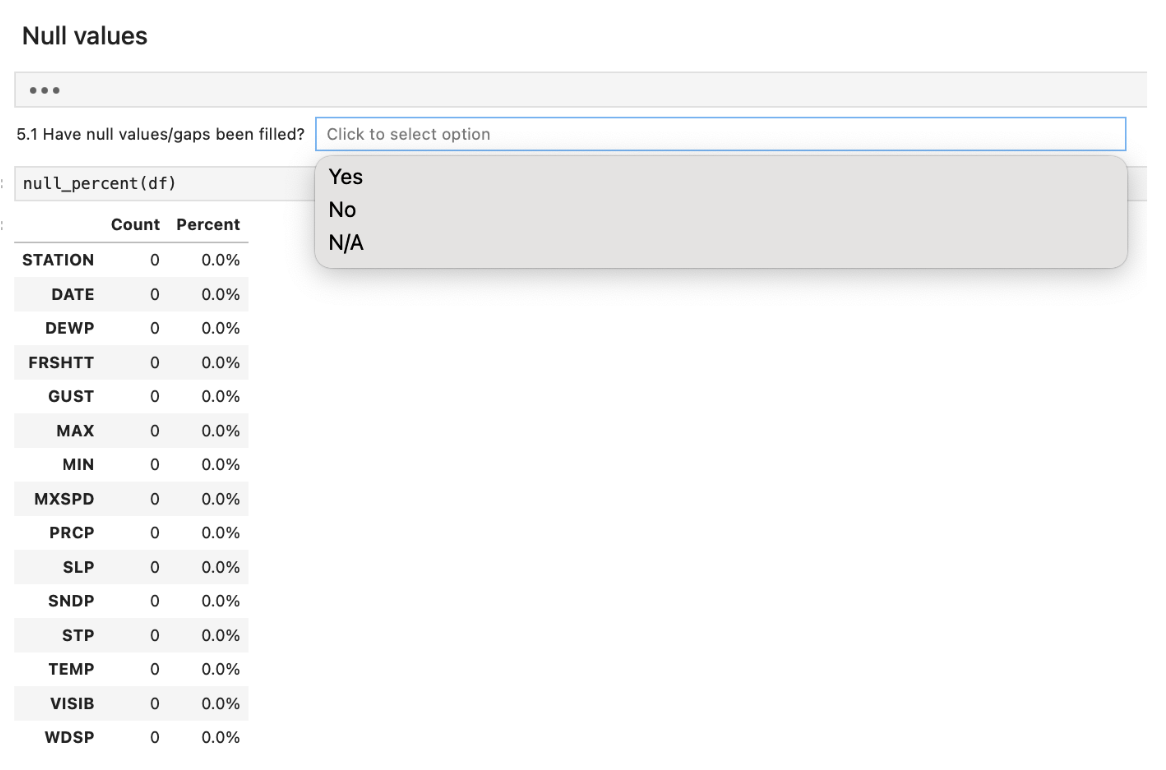 Null values
•••
5.1 Have null values/gaps been filled? Click to select option
Yes
No
N/A
null_percent(df)
Count Percent
STATION 0 0.0%
DATE 0 0.0%
DEWP 0 0.0%
FRSHTT 0 0.0%
GUST 0 0.0%
MAX 0 0.0%
MIN 0 0.0%
MXSPD 0 0.0%
PRCP 0 0.0%
SLP 0 0.0%
SNDP 0 0.0%
STP 0 0.0%
TEMP 0 0.0%
VISIB 0 0.0%
WDSP 0 0.0%